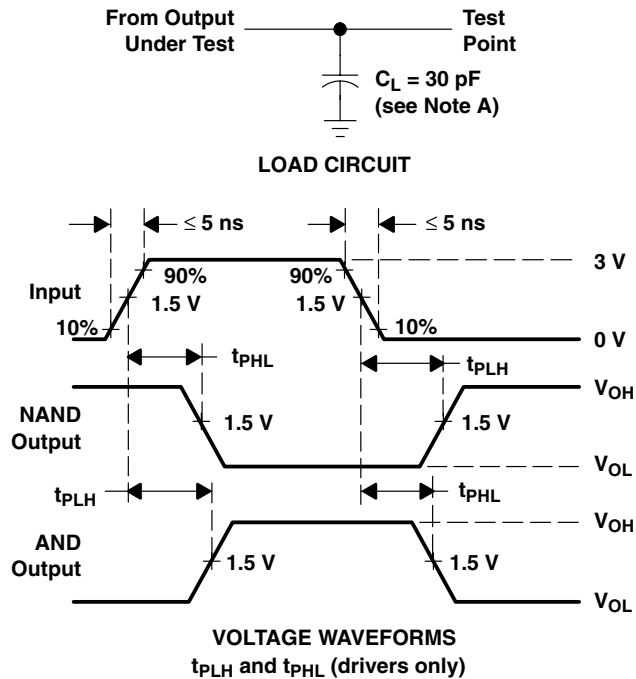 From Output
Under Test
Test
Point
C_L = 30 pF
(see Note A)
LOAD CIRCUIT
≤ 5 ns
≤ 5 ns
Input
10%
90%
1.5 V
90%
1.5 V
10%
3 V
0 V
t_PHL
t_PLH
NAND
Output
1.5 V
1.5 V
V_OH
V_OL
t_PLH
t_PHL
AND
Output
1.5 V
1.5 V
V_OH
V_OL
VOLTAGE WAVEFORMS
t_PLH and t_PHL (drivers only)